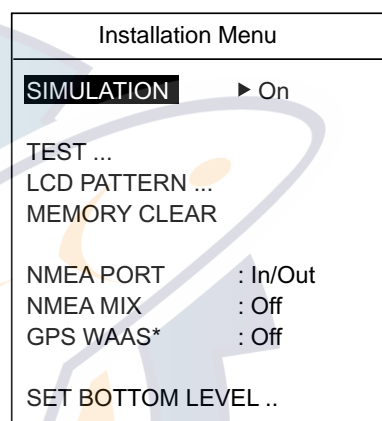 Installation Menu
SIMULATION ▶ On
TEST ...
LCD PATTERN ...
MEMORY CLEAR
NMEA PORT : In/Out
NMEA MIX : Off
GPS WAAS* : Off
SET BOTTOM LEVEL ..